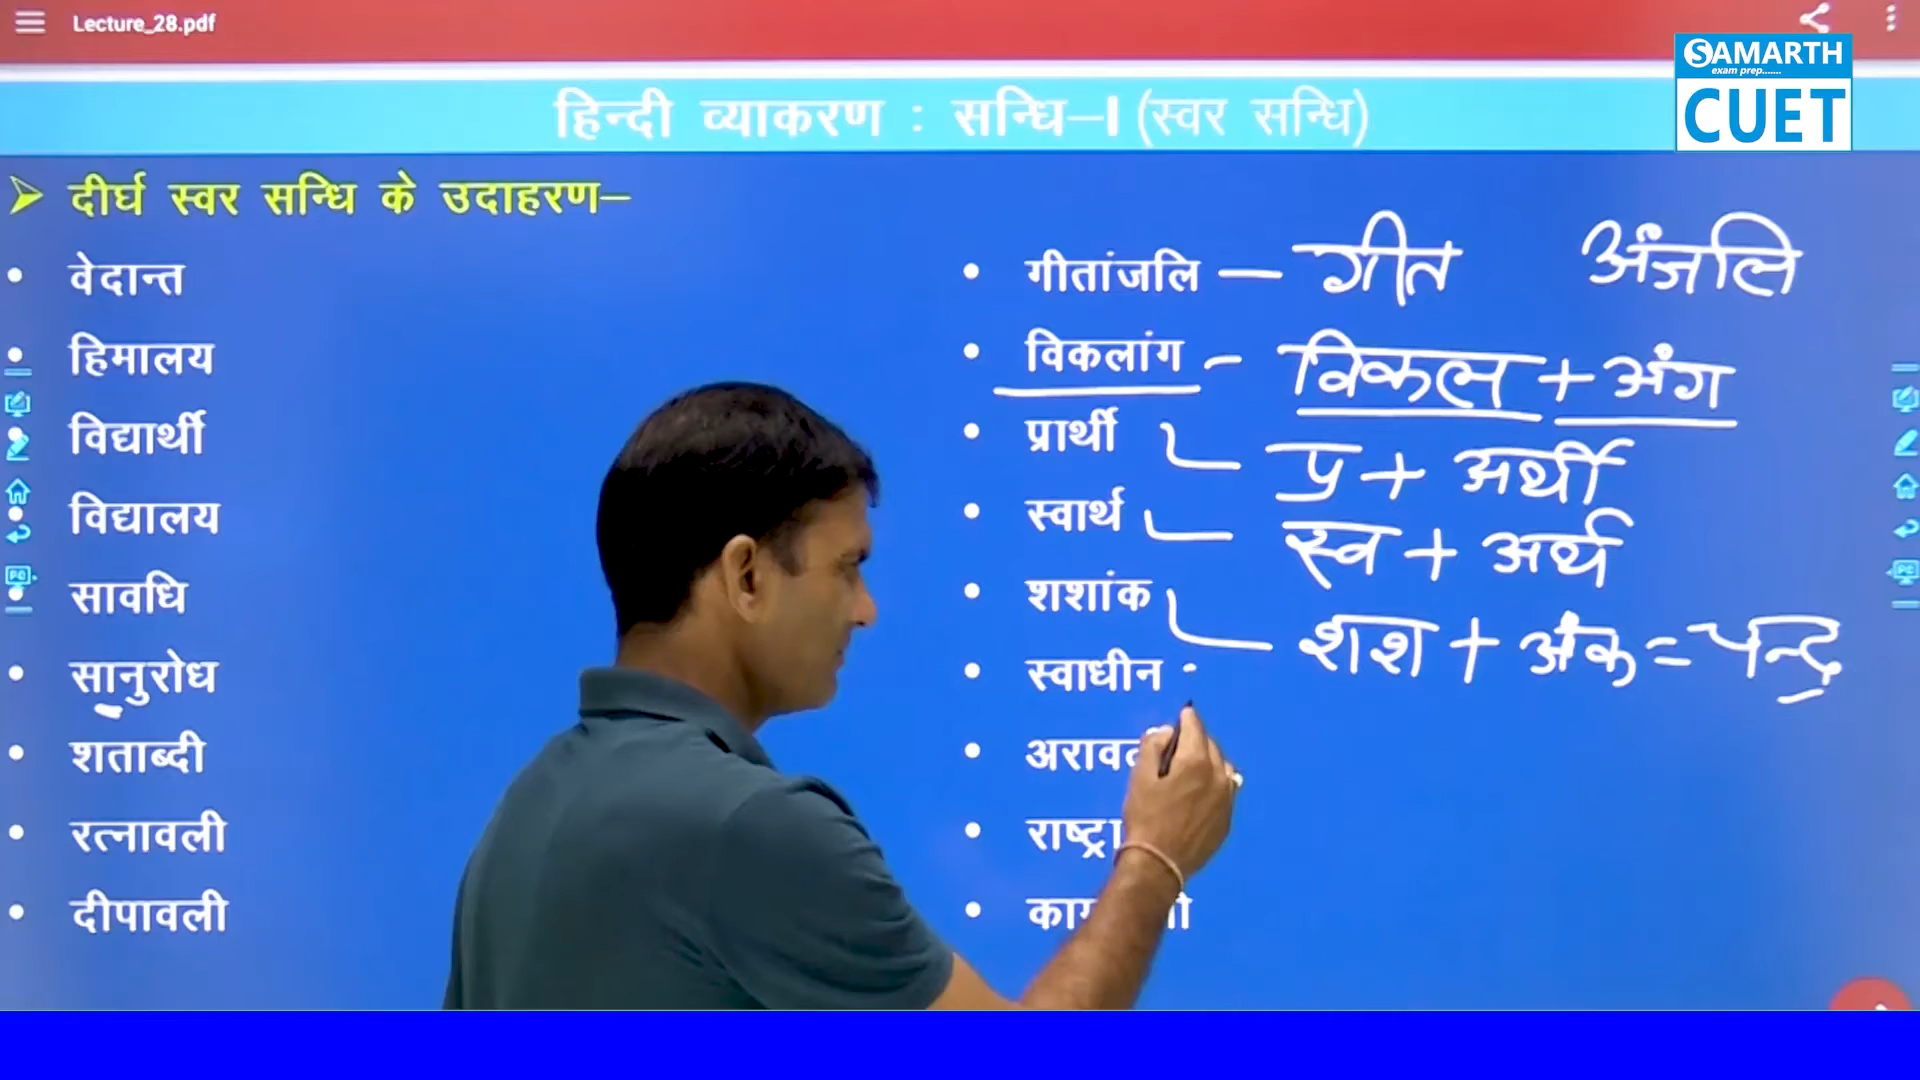 Lecture_28.pdf
SAMARTH
exam prep.......
CUET
हिन्दी व्याकरण : सन्धि–I (स्वर सन्धि)
दीर्घ स्वर सन्धि के उदाहरण–
वेदान्त
हिमालय
विद्यार्थी
विद्यालय
सावधि
सानुरोध
शताब्दी
रत्नावली
दीपावली
गीतांजलि — गीत अंजलि
विकलांग - विकल + अंग
प्रार्थी प्र + अर्थी
स्वार्थ स्व + अर्थ
शशांक शश + अंक = चन्द्र
स्वाधीन -